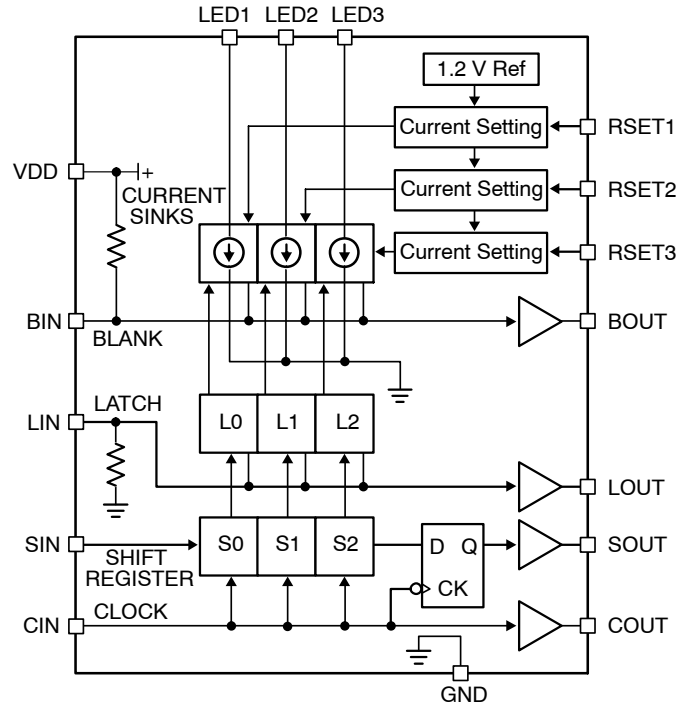 LED1 LED2 LED3
1.2 V Ref
Current Setting
RSET1
VDD
+
CURRENT
SINKS
Current Setting
RSET2
Current Setting
RSET3
BIN
BLANK
BOUT
LATCH
LIN
L0 L1 L2
LOUT
SIN
SHIFT
REGISTER
S0 S1 S2
D Q
CK
SOUT
CIN
CLOCK
COUT
GND